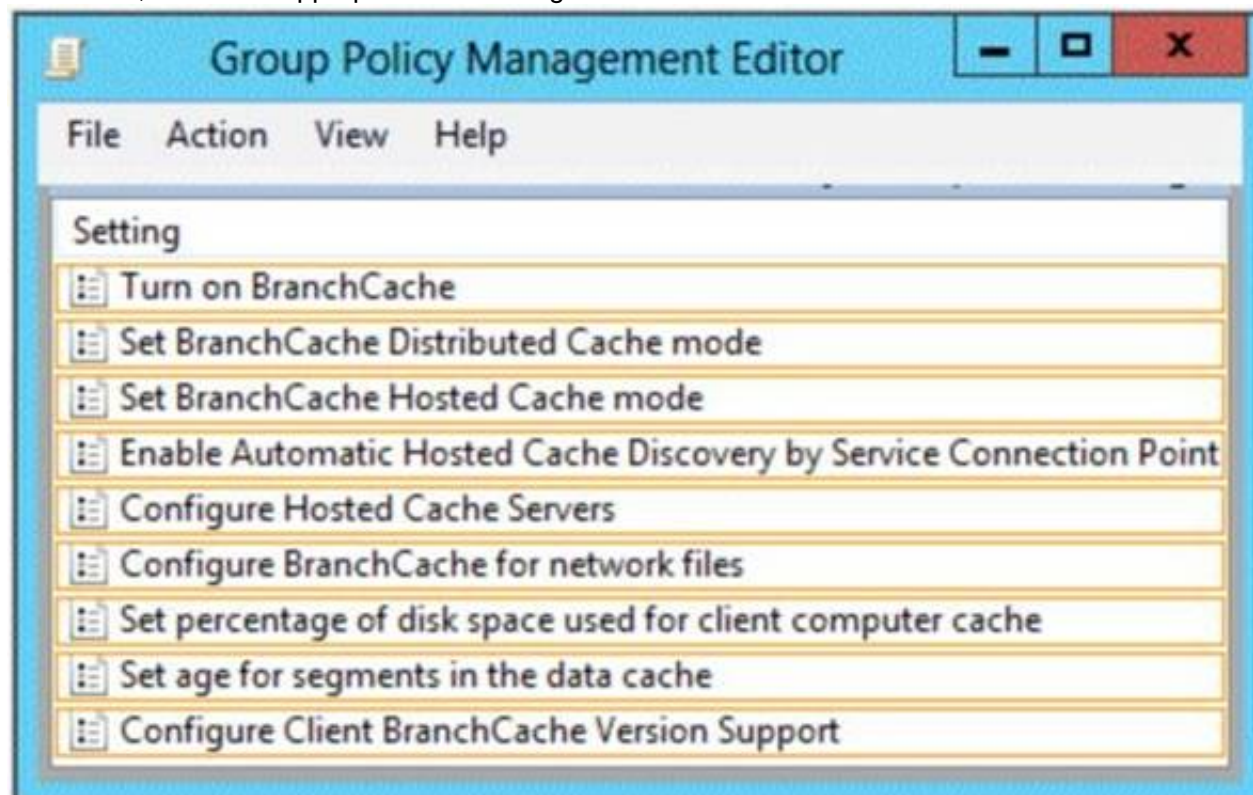 Group Policy Management Editor
File Action View Help
Setting
Turn on BranchCache
Set BranchCache Distributed Cache mode
Set BranchCache Hosted Cache mode
Enable Automatic Hosted Cache Discovery by Service Connection Point
Configure Hosted Cache Servers
Configure BranchCache for network files
Set percentage of disk space used for client computer cache
Set age for segments in the data cache
Configure Client BranchCache Version Support